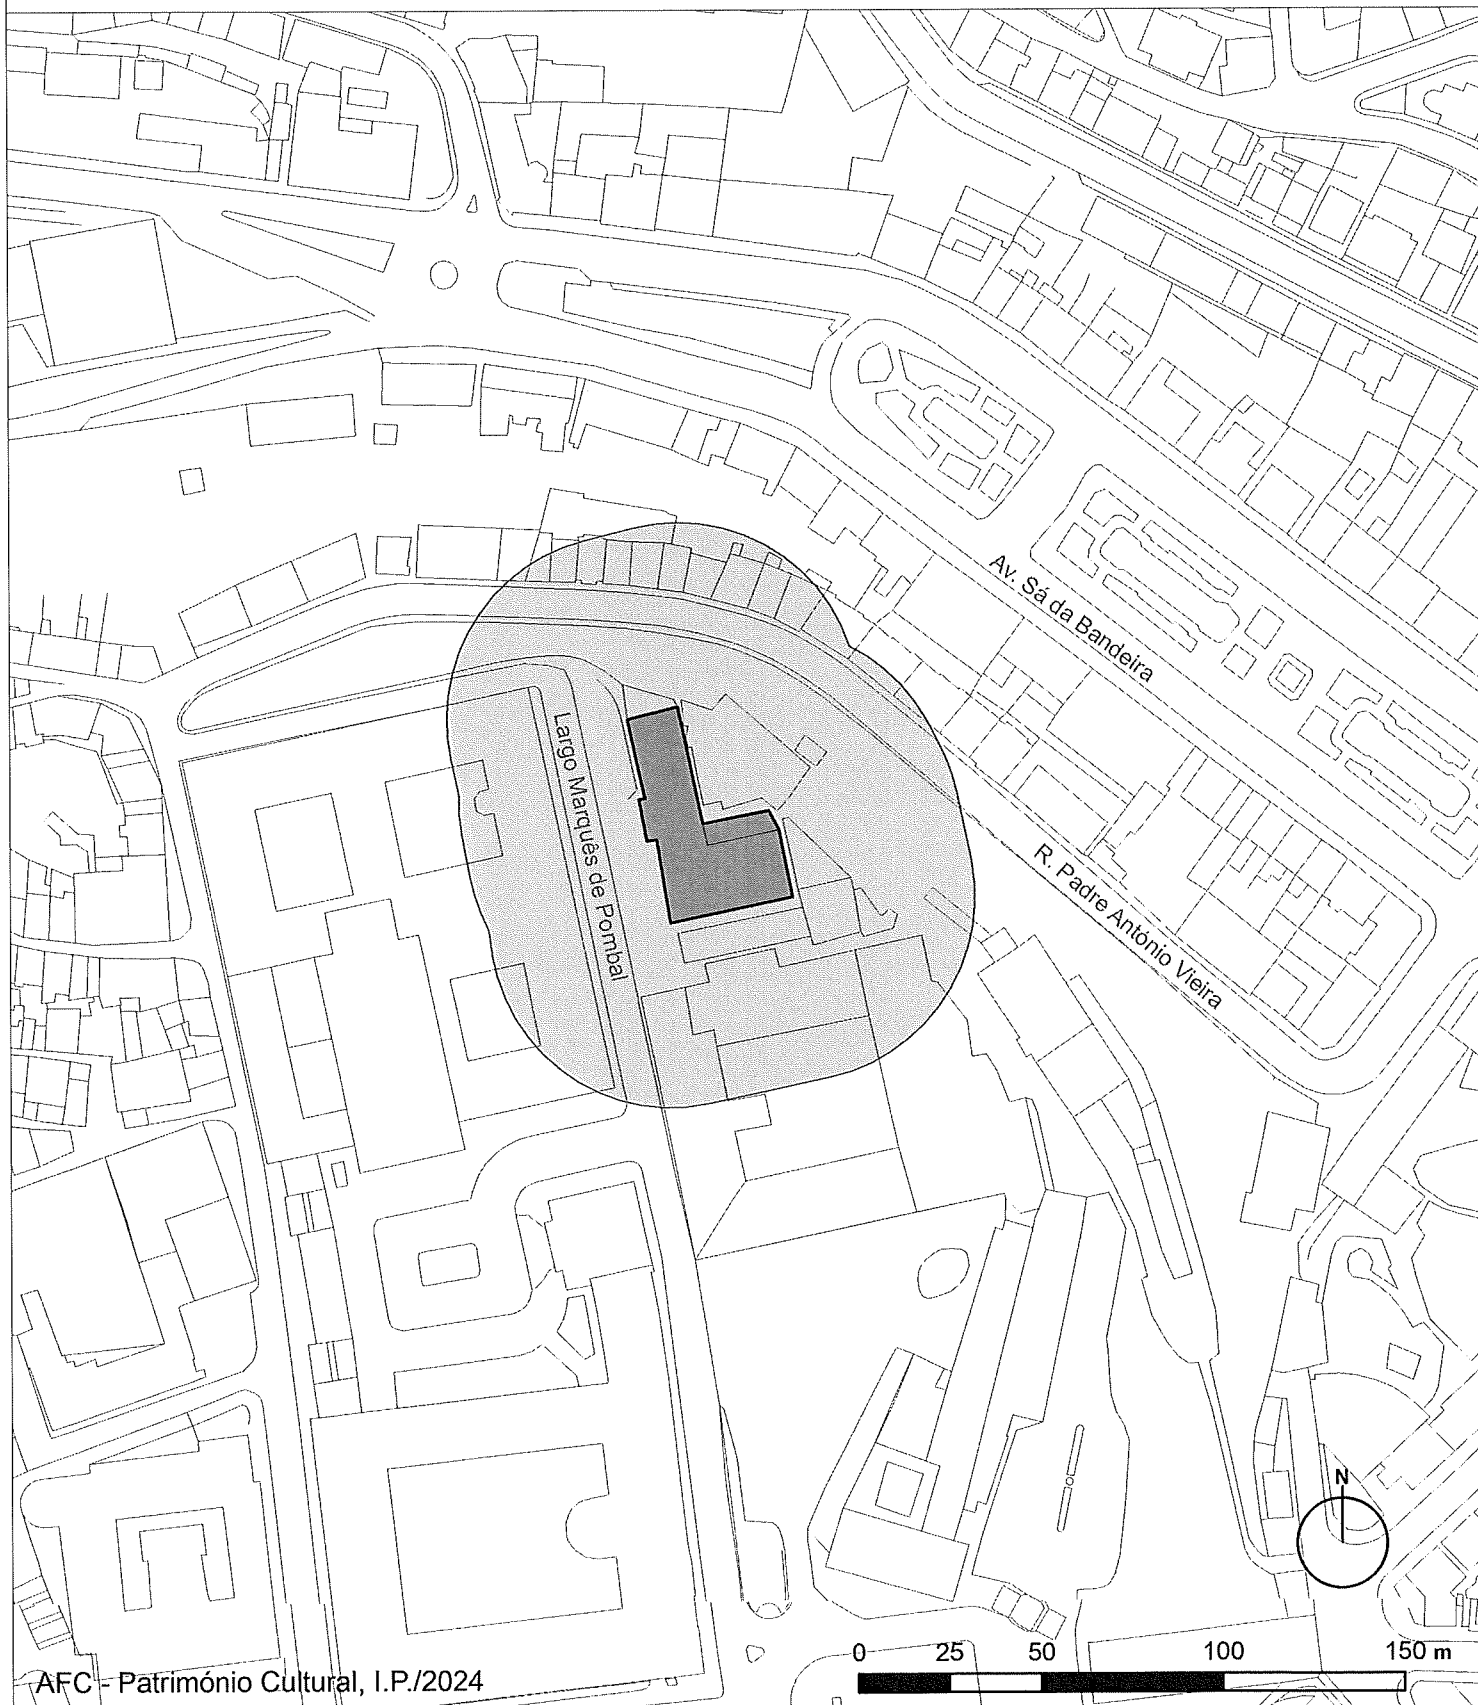 Av. Sá da Bandeira
Largo Marquês de Pombal
R. Padre António Vieira
N
0 25 50 100 150 m
AFC - Património Cultural, I.P./2024